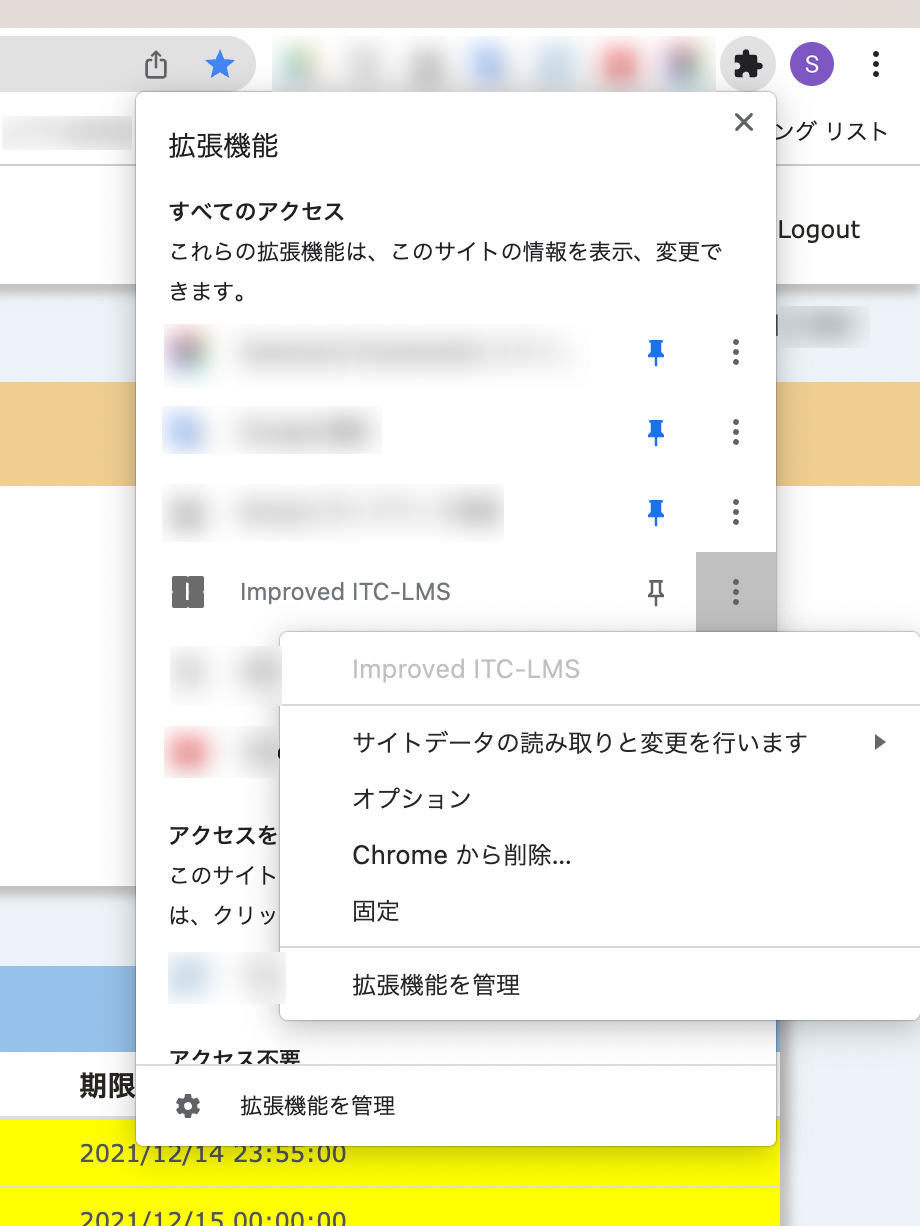 S
拡張機能
ング リスト
すべてのアクセス
これらの拡張機能は、このサイトの情報を表示、変更で
きます。
Logout
I
Improved ITC-LMS
Improved ITC-LMS
サイトデータの読み取りと変更を行います
オプション
Chrome から削除...
固定
拡張機能を管理
アクセスを
このサイト
は、クリッ
アクセス不要
期限
拡張機能を管理
2021/12/14 23:55:00
2021/12/15 00:00:00